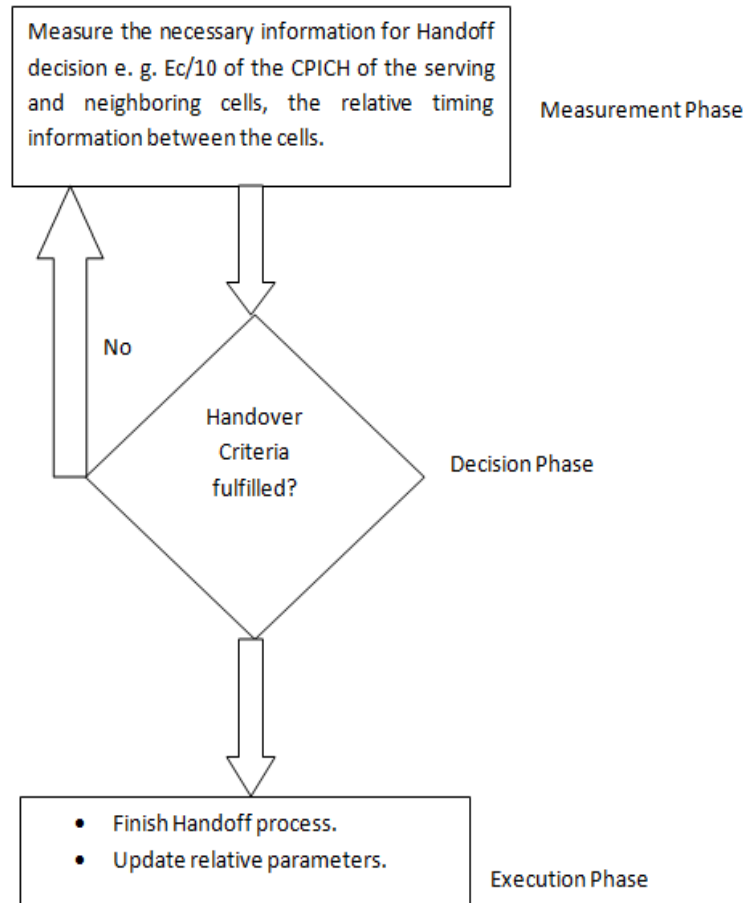 Measure the necessary information for Handoff
decision e. g. Ec/10 of the CPICH of the serving
and neighboring cells, the relative timing
information between the cells.
Measurement Phase
No
Handover
Criteria
fulfilled?
Decision Phase
• Finish Handoff process.
• Update relative parameters.
Execution Phase